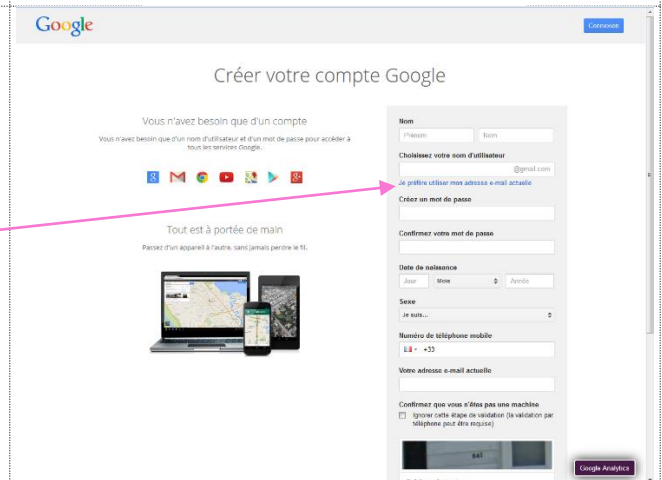 Google
Connexion
Créer votre compte Google
Vous n'avez besoin que d'un compte
Vous n'avez besoin que d'un nom d'utilisateur et d'un mot de passe pour accéder à
tous les services Google.
Tout est à portée de main
Passez d'un appareil à l'autre, sans jamais perdre le fil.
Nom
Prénom Nom
Choisissez votre nom d'utilisateur
@gmail.com
Je préfère utiliser mon adresse e-mail actuelle
Créez un mot de passe
Confirmez votre mot de passe
Date de naissance
Jour Mois Année
Sexe
Je suis...
Numéro de téléphone mobile
+33
Votre adresse e-mail actuelle
Confirmez que vous n'êtes pas une machine
Ignorer cette étape de validation (la validation par
téléphone peut être requise)
Google Analytics